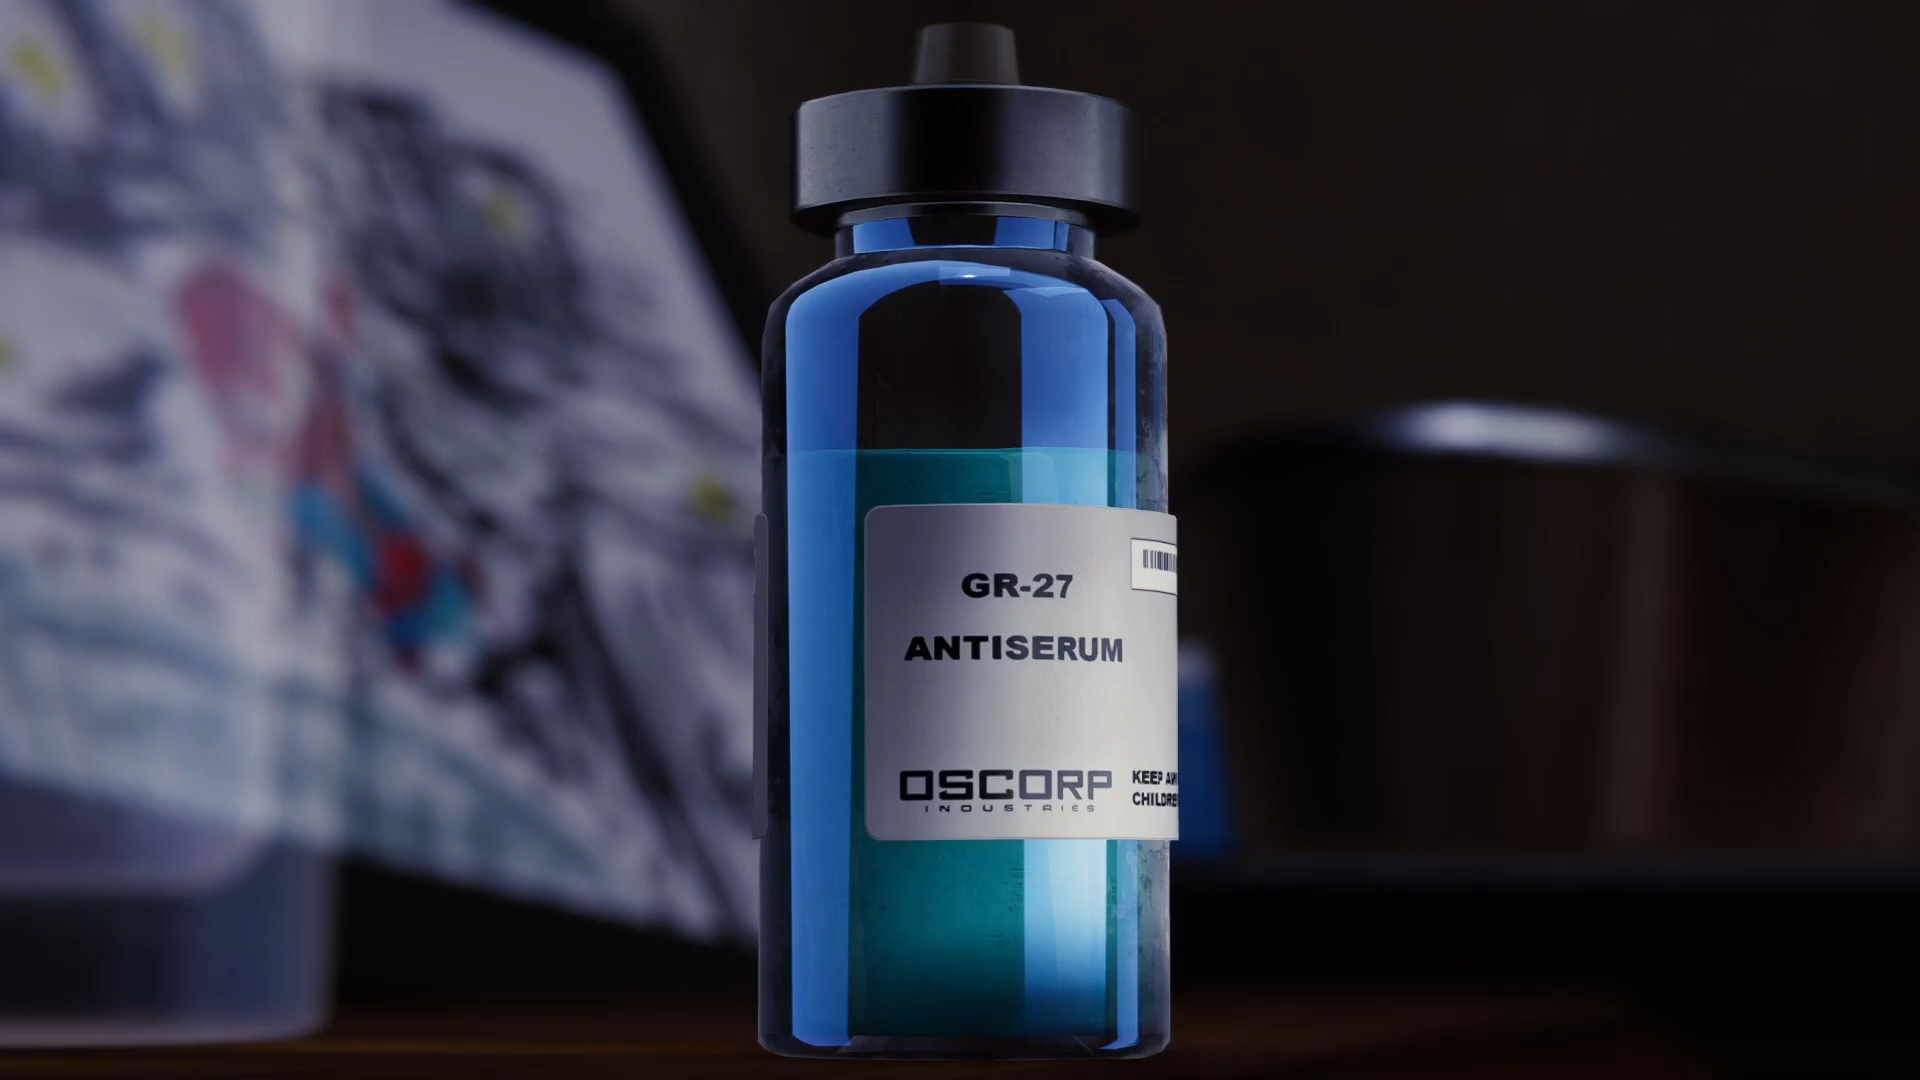 GR-27
ANTISERUM
OSCORP
INDUSTRIES
KEEP